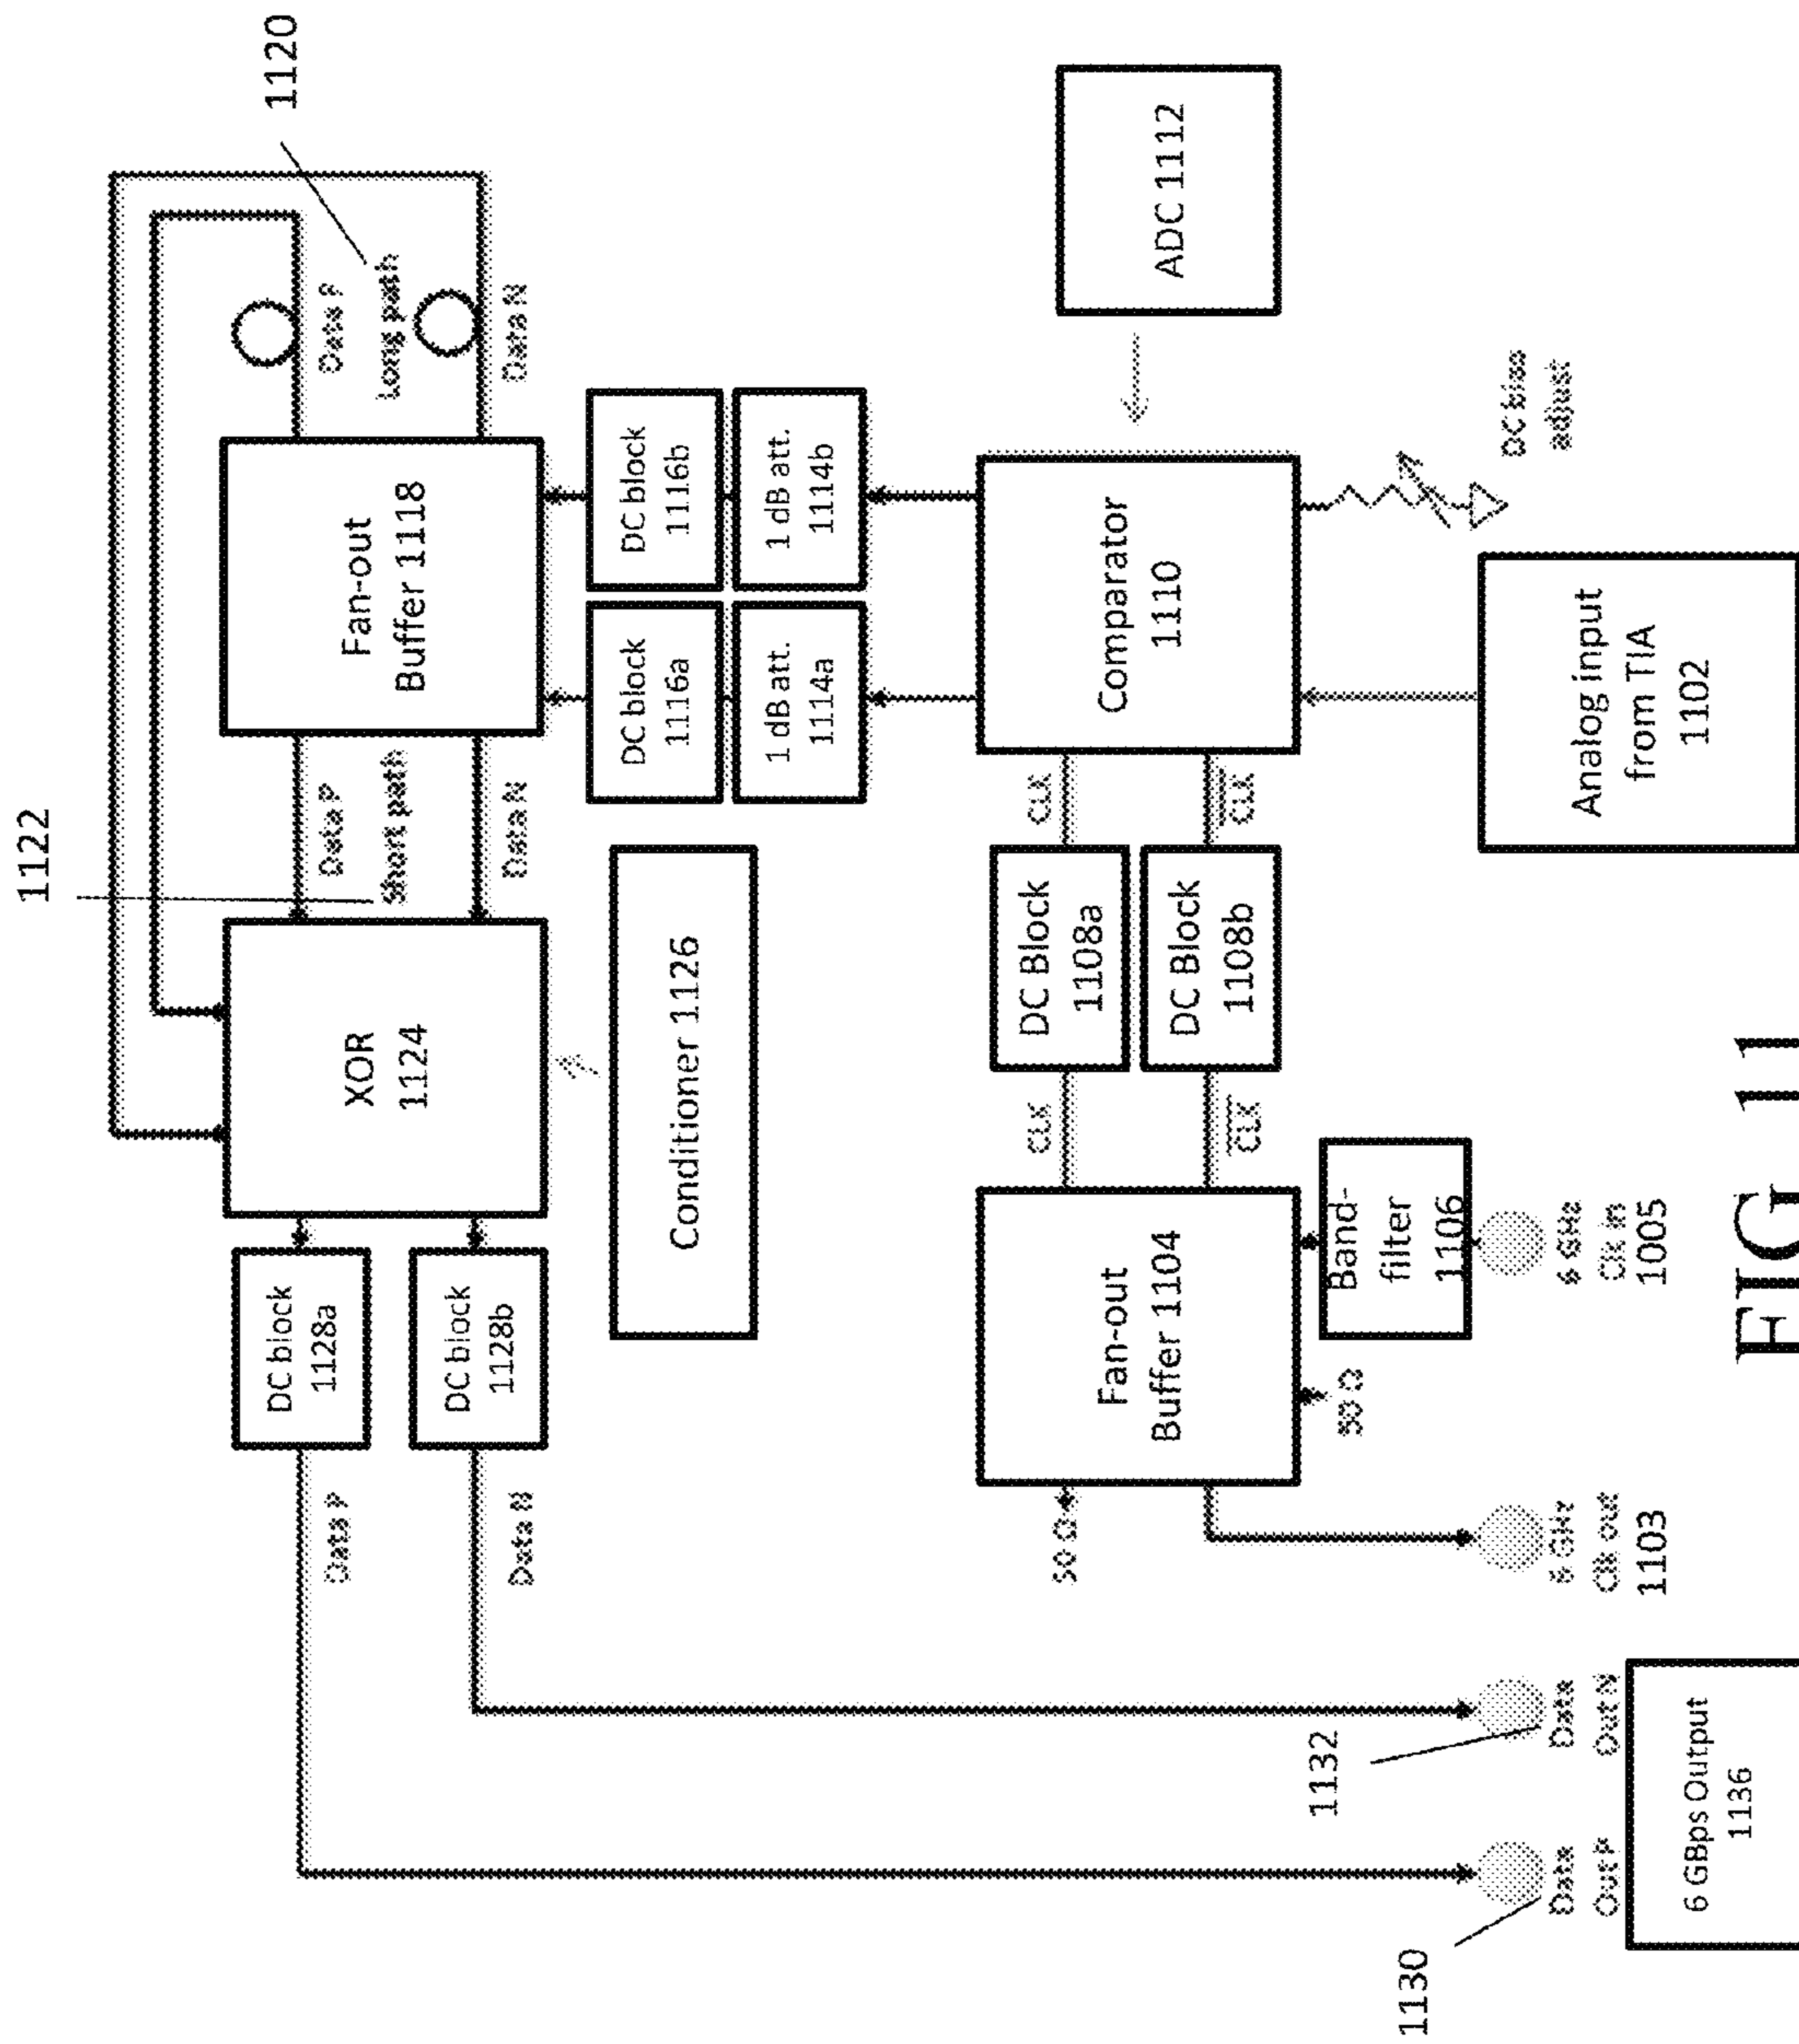 1120
1122
Fan-out
Buffer 1118
Data P
Long path
Data N
Data P
Short path
Data N
XOR
1124
DC block
1128a
DC block
1128b
Data P
Data N
DC block
1116a
DC block
1116b
1 dB att.
1114a
1 dB att.
1114b
Conditioner 1126
ADC 1112
Comparator
1110
DC bias
adjust
Analog input
from TIA
1102
CLK
CLK
DC Block
1108a
DC Block
1108b
CLK
CLK
Fan-out
Buffer 1104
50 Ω
50 Ω
Band-
filter
1106
6 GHz
Clk in
1005
6 GHz
Clk out
1103
1132
Data
Out N
1130
Data
Out P
6 GBps Output
1136
FIG 11